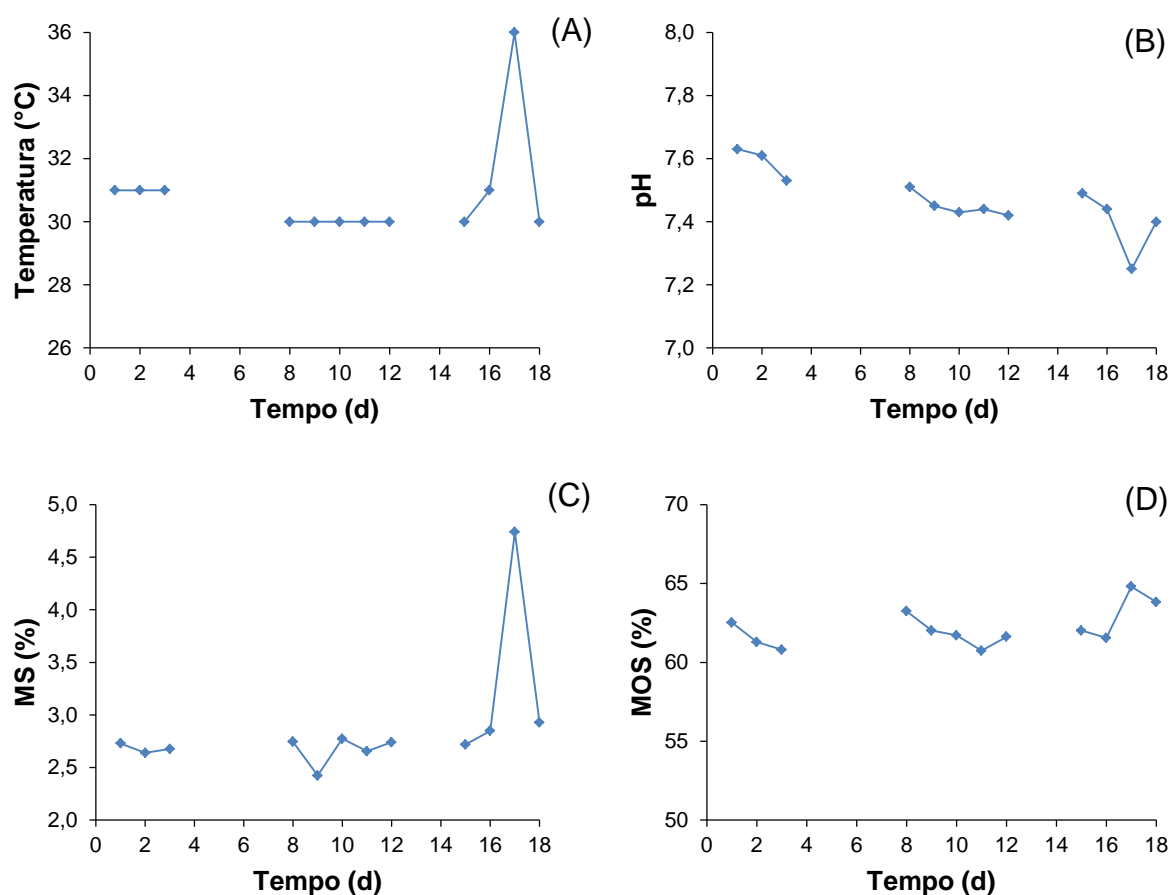 (A)
Temperatura (°C)
36
34
32
30
28
26
0 2 4 6 8 10 12 14 16 18
Tempo (d)
(B)
pH
8,0
7,8
7,6
7,4
7,2
7,0
0 2 4 6 8 10 12 14 16 18
Tempo (d)
(C)
MS (%)
5,0
4,5
4,0
3,5
3,0
2,5
2,0
0 2 4 6 8 10 12 14 16 18
Tempo (d)
(D)
MOS (%)
70
65
60
55
50
0 2 4 6 8 10 12 14 16 18
Tempo (d)